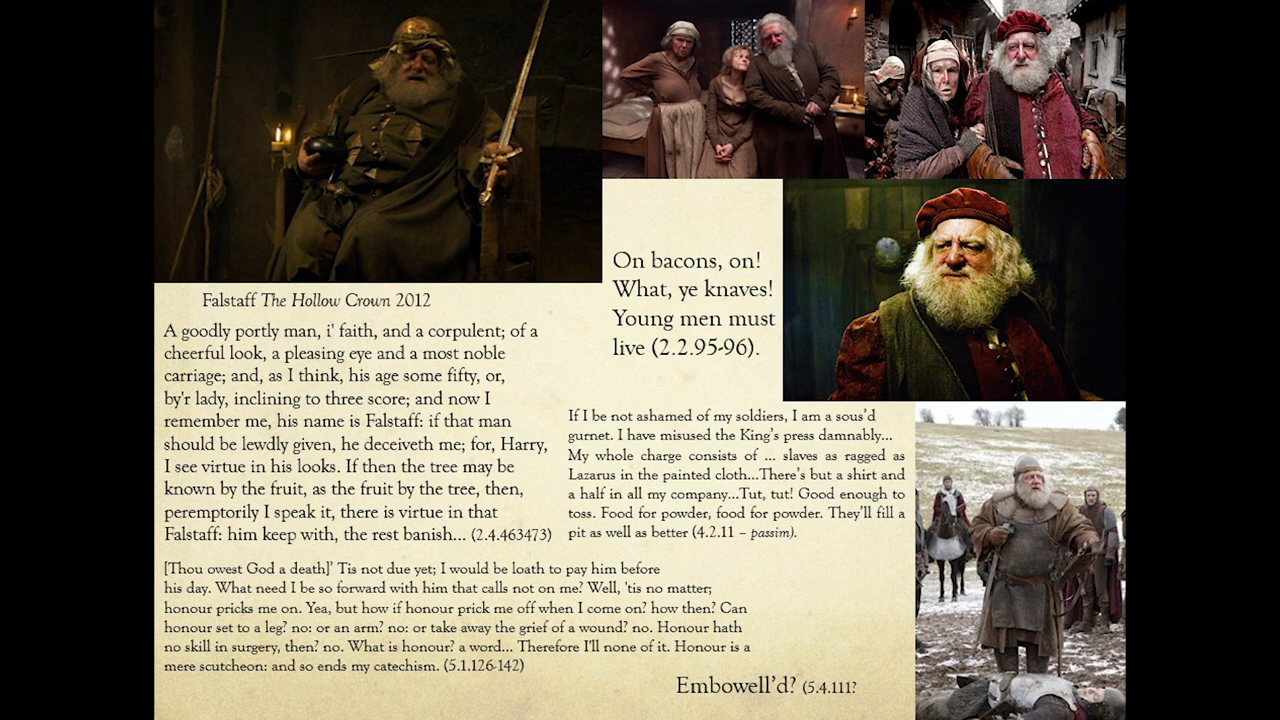 Falstaff The Hollow Crown 2012
A goodly portly man, i' faith, and a corpulent; of a
cheerful look, a pleasing eye and a most noble
carriage; and, as I think, his age some fifty, or,
by'r lady, inclining to three score; and now I
remember me, his name is Falstaff: if that man
should be lewdly given, he deceiveth me; for, Harry,
I see virtue in his looks. If then the tree may be
known by the fruit, as the fruit by the tree, then,
peremptorily I speak it, there is virtue in that
Falstaff: him keep with, the rest banish... (2.4.463473)
On bacons, on!
What, ye knaves!
Young men must
live (2.2.95-96).
If I be not ashamed of my soldiers, I am a sous'd
gurnet. I have misused the King's press damnably...
My whole charge consists of ... slaves as ragged as
Lazarus in the painted cloth...There's but a shirt and
a half in all my company...Tut, tut! Good enough to
toss. Food for powder, food for powder. They'll fill a
pit as well as better (4.2.11 – passim).
[Thou owest God a death]' Tis not due yet; I would be loath to pay him before
his day. What need I be so forward with him that calls not on me? Well, 'tis no matter;
honour pricks me on. Yea, but how if honour prick me off when I come on? how then? Can
honour set to a leg? no: or an arm? no: or take away the grief of a wound? no. Honour hath
no skill in surgery, then? no. What is honour? a word... Therefore I'll none of it. Honour is a
mere scutcheon: and so ends my catechism. (5.1.126-142)
Embowell'd? (5.4.111?